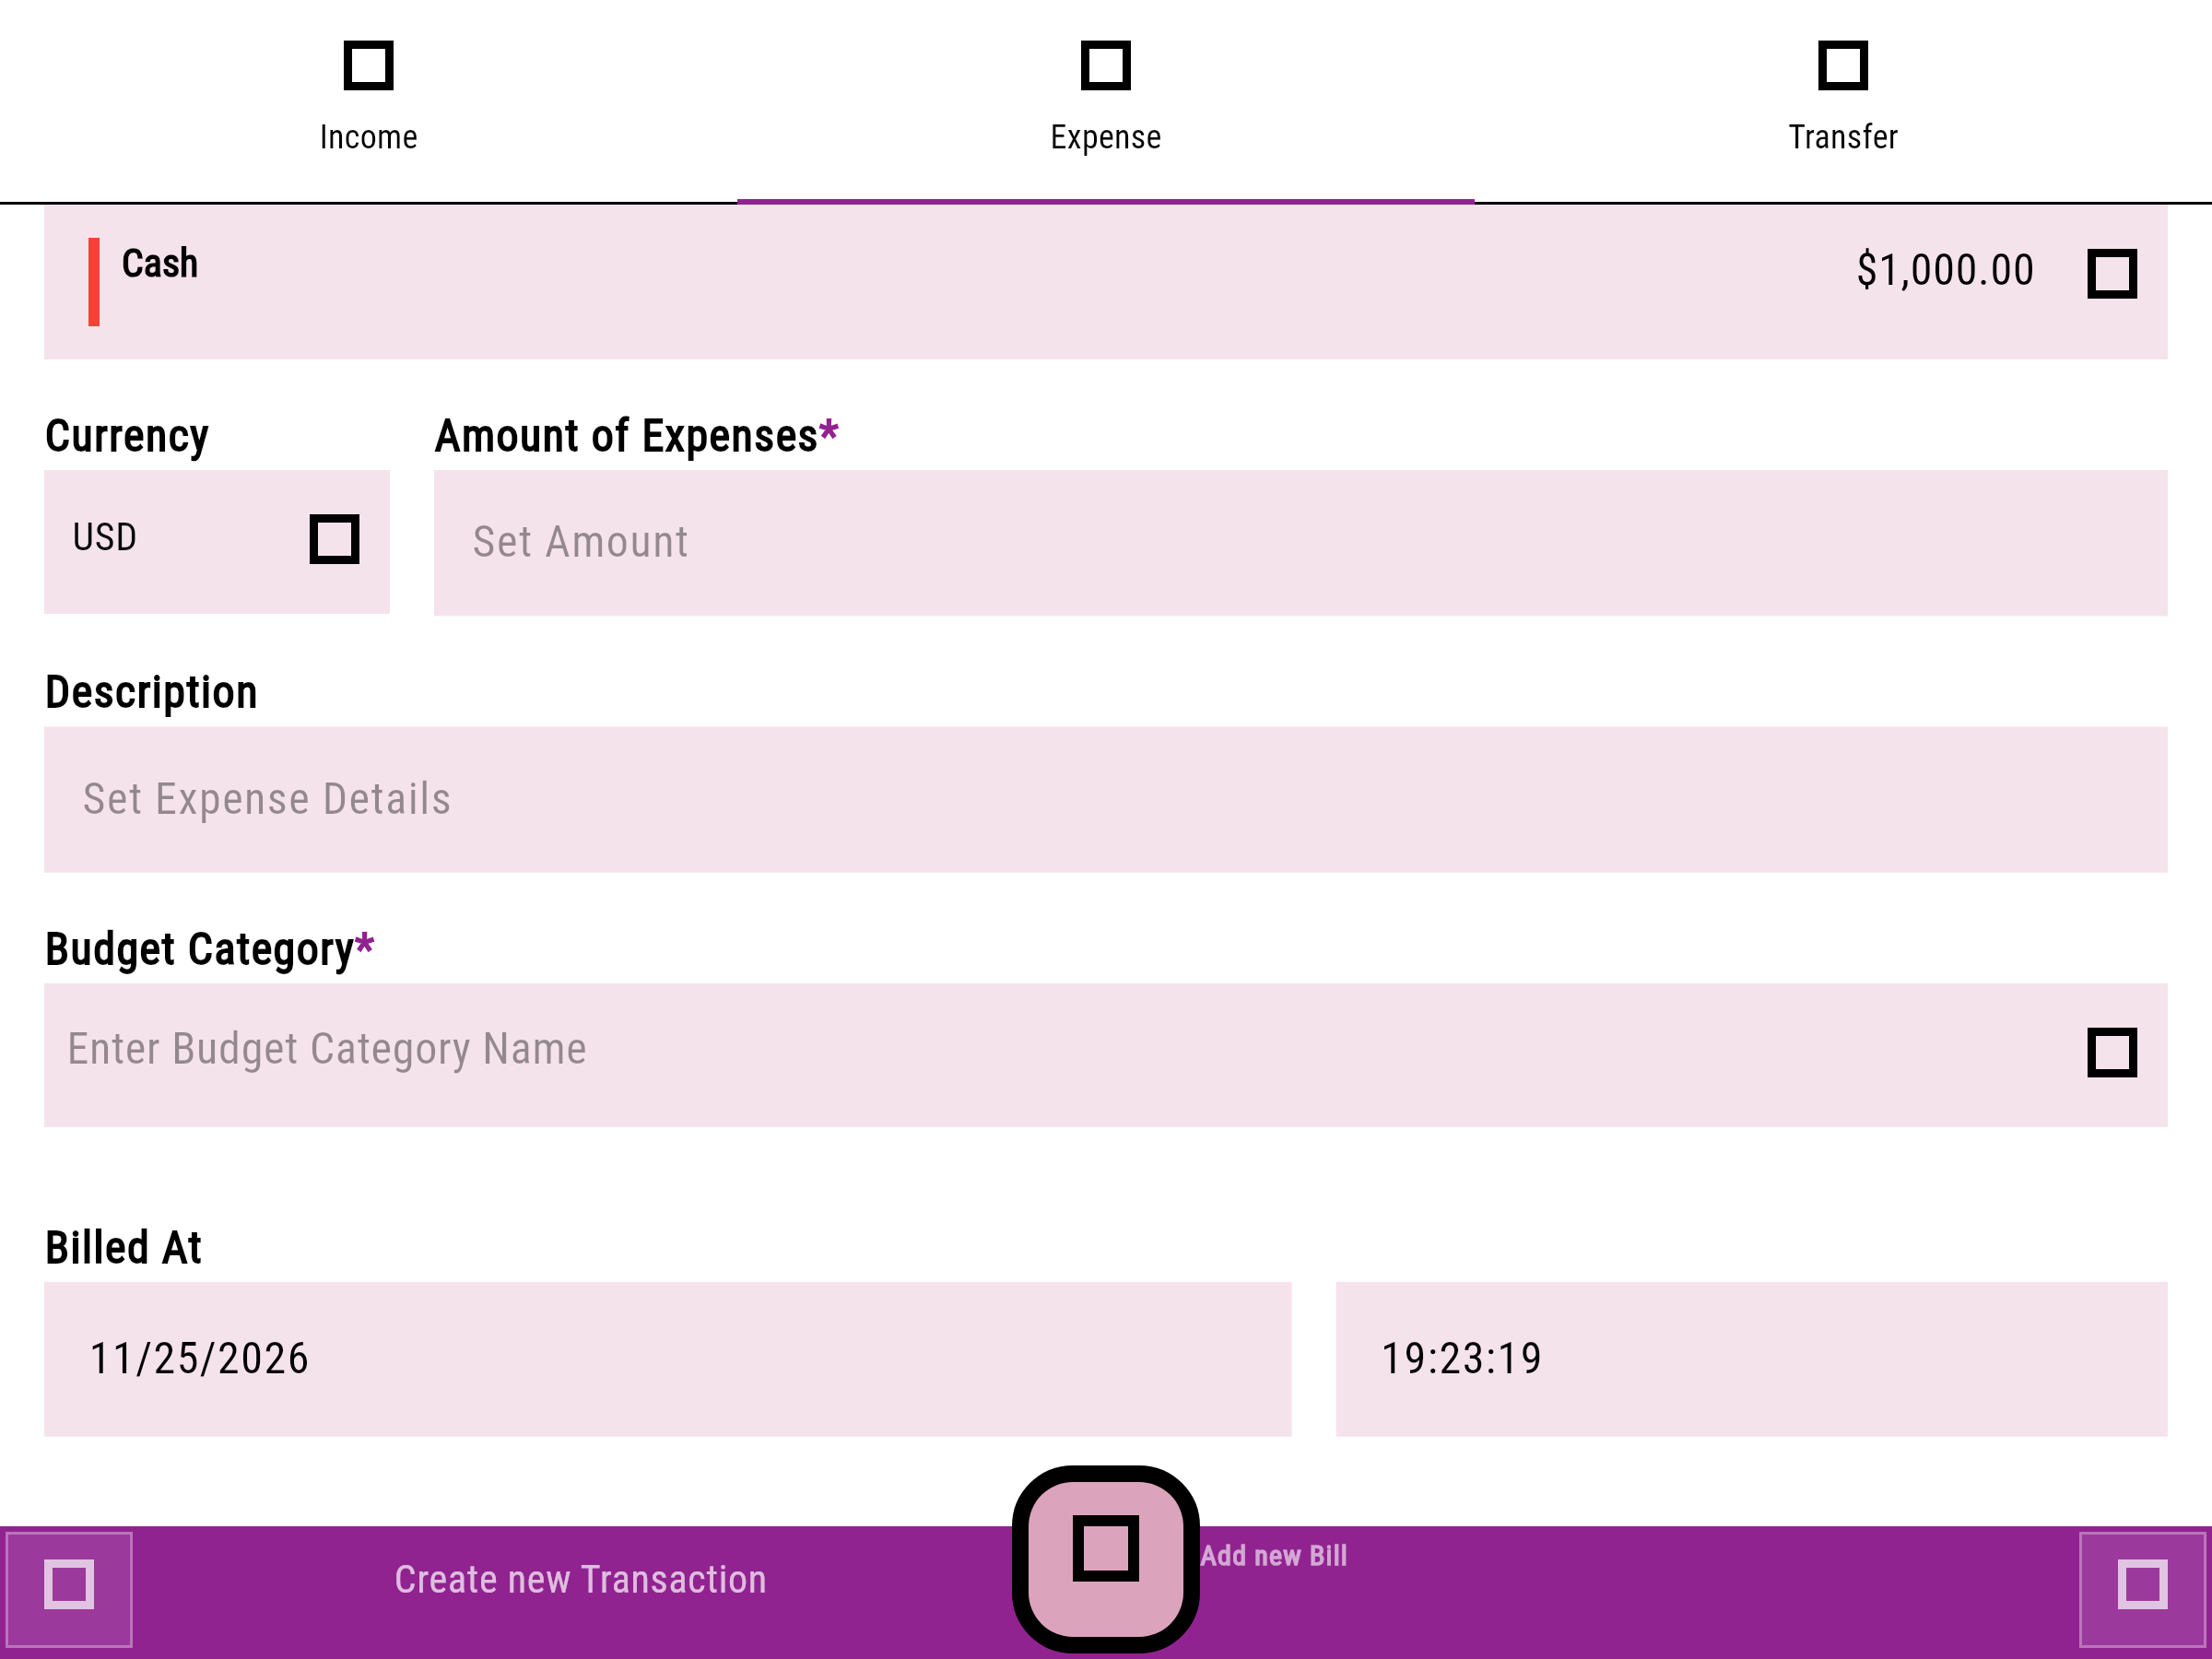 Income
Expense
Transfer
Cash
$1,000.00
Currency
Amount of Expenses*
USD
Set Amount
Description
Set Expense Details
Budget Category*
Enter Budget Category Name
Billed At
11/25/2026
19:23:19
Create new Transaction
Add new Bill